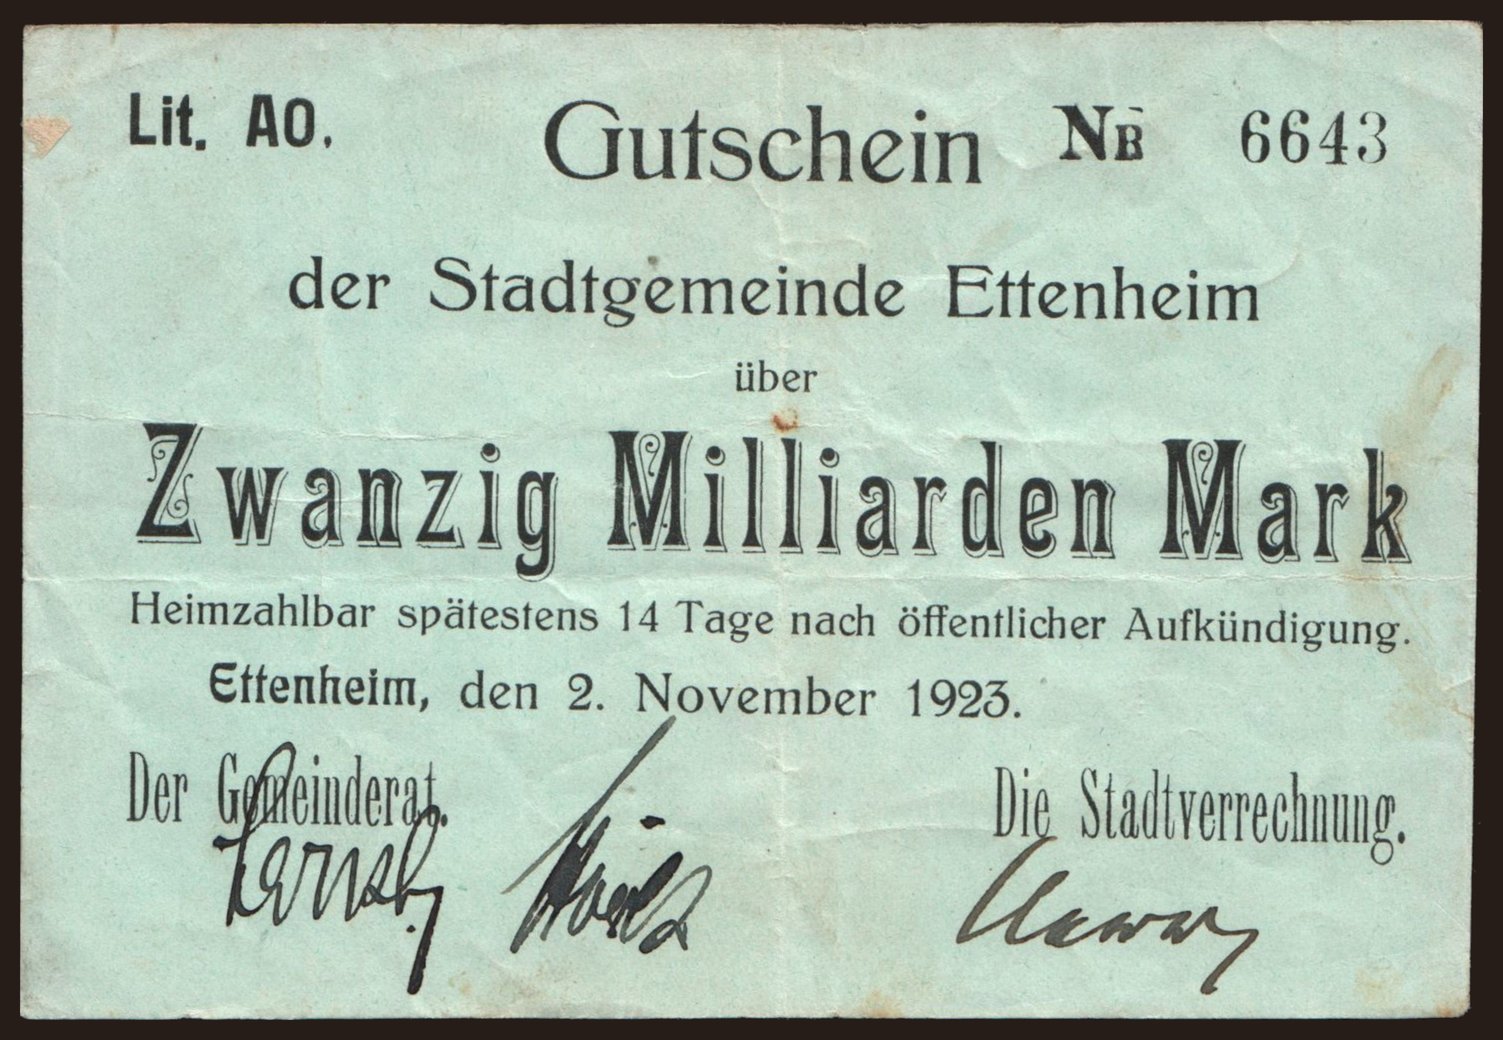 Lit. AO. Gutschein No 6643
der Stadtgemeinde Ettenheim
über
Zwanzig Milliarden Mark
Heimzahlbar spätestens 14 Tage nach öffentlicher Aufkündigung.
Ettenheim, den 2. November 1923.
Der Gemeinderat. Die Stadtverrechnung.